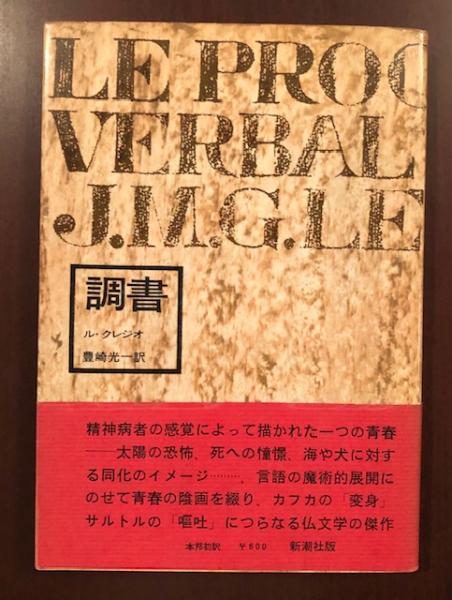 LE PROC
VERBAL
J.M.G.LE
調書
ル・クレジオ
豊崎光一訳
精神病者の感覚によって描かれた一つの青春
──太陽の恐怖、死への憧憬、海や犬に対す
る同化のイメージ………、言語の魔術的展開に
のせて青春の陰画を綴り、カフカの「変身」
サルトルの「嘔吐」につらなる仏文学の傑作
本邦初訳 ￥600 新潮社版